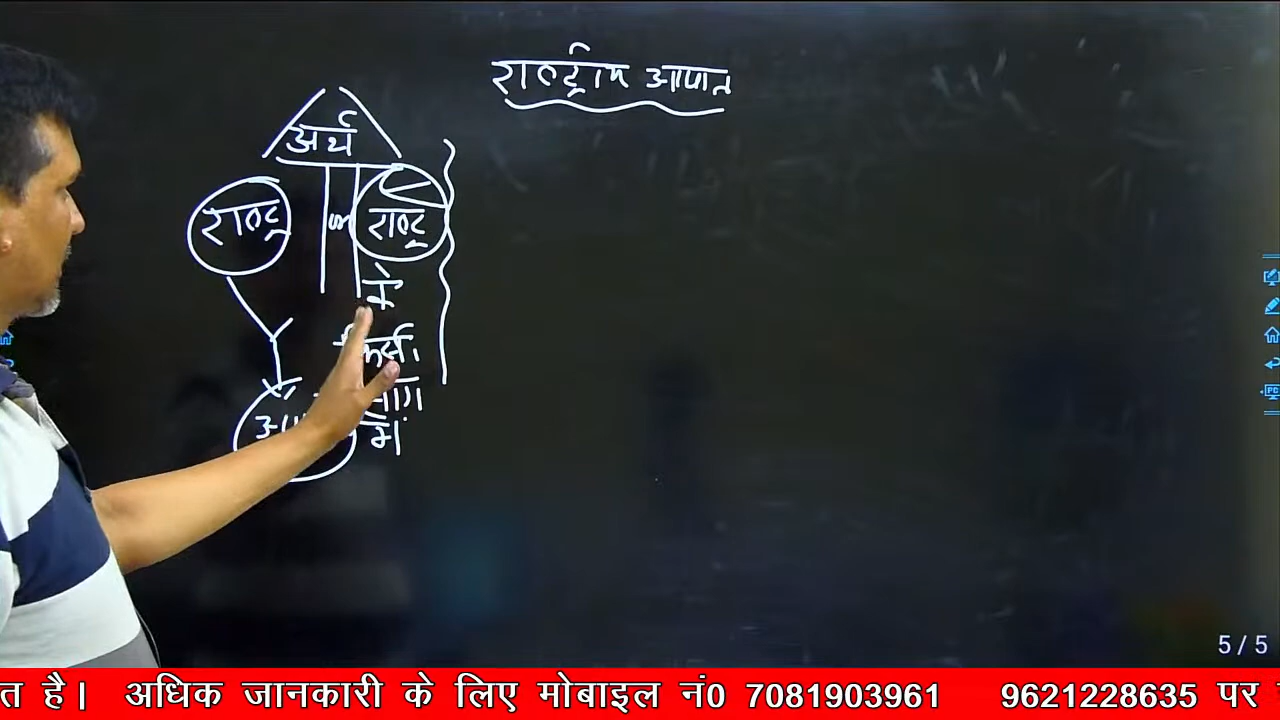 राष्ट्रीय आपात
अर्थ
राष्ट्र
या
राष्ट्र
के
किसी
भाग
में
5/5
त है। अधिक जानकारी के लिए मोबाइल नं0 7081903961 9621228635 पर